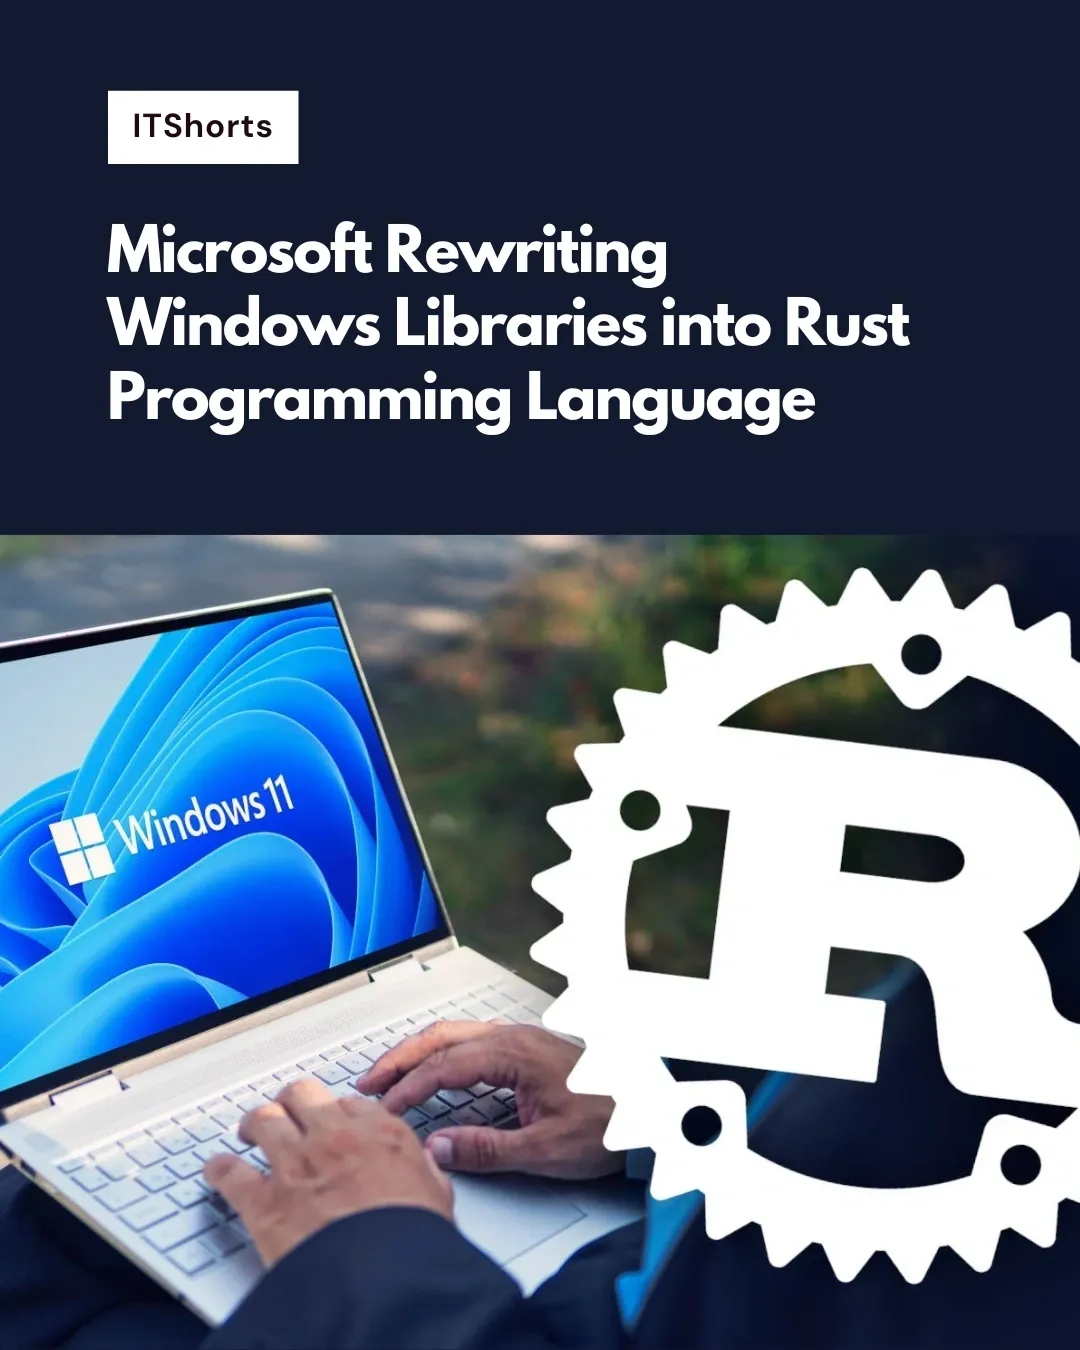 ITShorts
Microsoft Rewriting
Windows Libraries into Rust
Programming Language
Windows 11
R